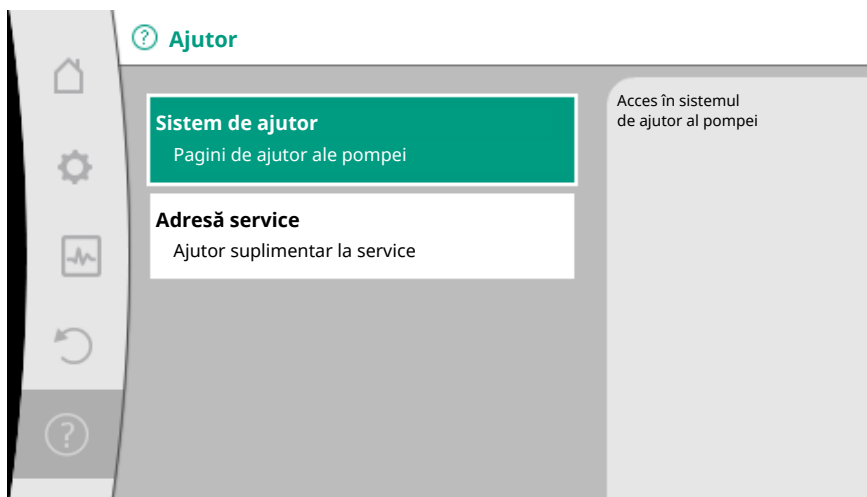 Ajutor
Sistem de ajutor
Pagini de ajutor ale pompei
Adresă service
Ajutor suplimentar la service
Acces în sistemul
de ajutor al pompei